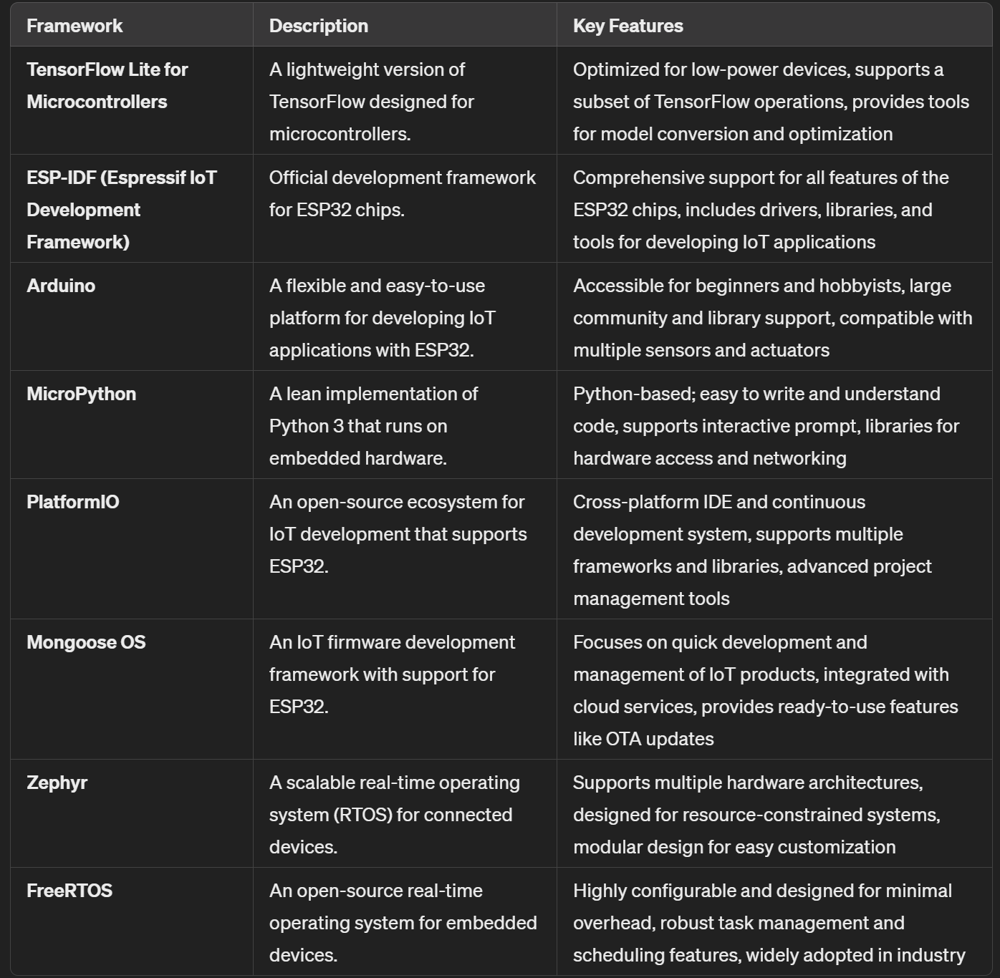 Framework
Description
Key Features
TensorFlow Lite for
Microcontrollers
A lightweight version of
TensorFlow designed for
microcontrollers.
Optimized for low-power devices, supports a
subset of TensorFlow operations, provides tools
for model conversion and optimization
ESP-IDF (Espressif IoT
Development
Framework)
Official development framework
for ESP32 chips.
Comprehensive support for all features of the
ESP32 chips, includes drivers, libraries, and
tools for developing IoT applications
Arduino
A flexible and easy-to-use
platform for developing IoT
applications with ESP32.
Accessible for beginners and hobbyists, large
community and library support, compatible with
multiple sensors and actuators
MicroPython
A lean implementation of
Python 3 that runs on
embedded hardware.
Python-based; easy to write and understand
code, supports interactive prompt, libraries for
hardware access and networking
PlatformIO
An open-source ecosystem for
IoT development that supports
ESP32.
Cross-platform IDE and continuous
development system, supports multiple
frameworks and libraries, advanced project
management tools
Mongoose OS
An IoT firmware development
framework with support for
ESP32.
Focuses on quick development and
management of IoT products, integrated with
cloud services, provides ready-to-use features
like OTA updates
Zephyr
A scalable real-time operating
system (RTOS) for connected
devices.
Supports multiple hardware architectures,
designed for resource-constrained systems,
modular design for easy customization
FreeRTOS
An open-source real-time
operating system for embedded
devices.
Highly configurable and designed for minimal
overhead, robust task management and
scheduling features, widely adopted in industry